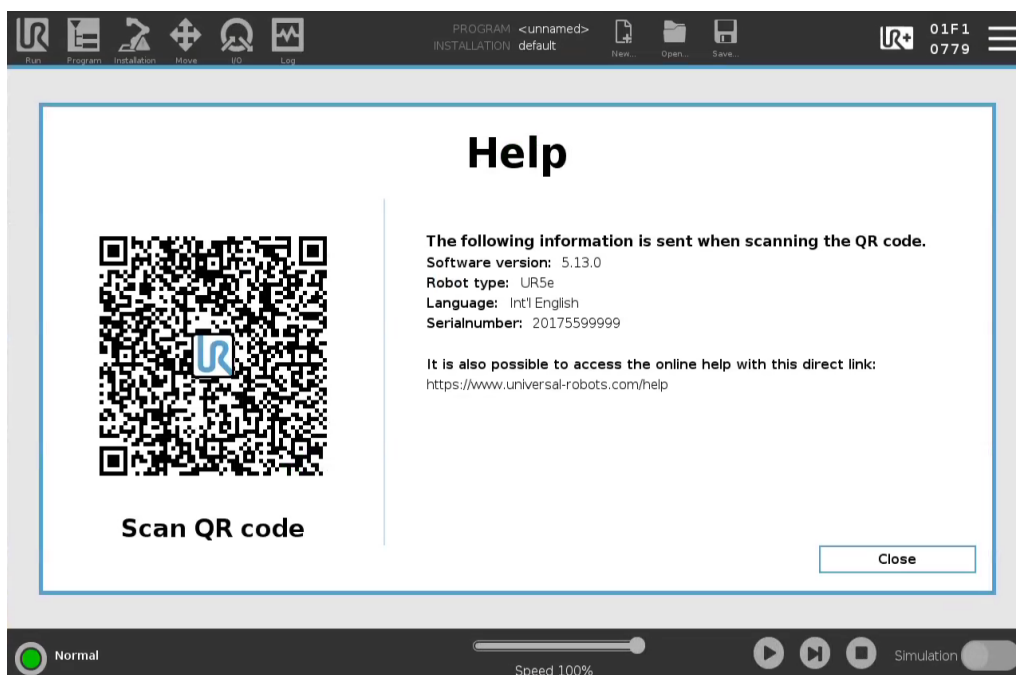 PROGRAM <unnamed>
INSTALLATION default
UR+
01F1
0779
Run Program Installation Move I/O Log New... Open... Save...
Help
The following information is sent when scanning the QR code.
Software version: 5.13.0
Robot type: UR5e
Language: Int'l English
Serialnumber: 20175599999
It is also possible to access the online help with this direct link:
https://www.universal-robots.com/help
UR
Scan QR code
Close
Normal
Speed 100%
Simulation